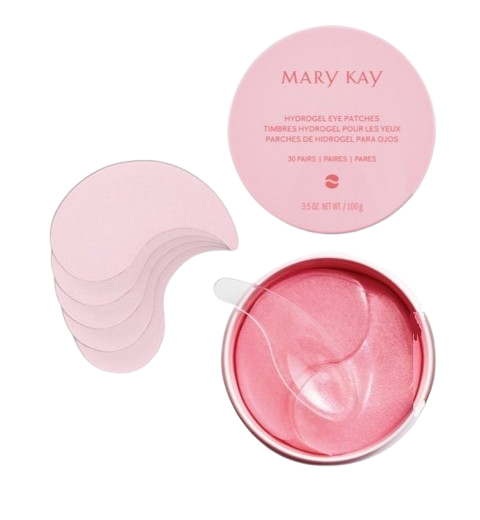 MARY KAY
HYDROGEL EYE PATCHES
TIMBRES HYDROGEL POUR LES YEUX
PARCHES DE HIDROGEL PARA OJOS
30 PAIRS | PAIRES | PARES
3.5 OZ. NET WT. / 100 g